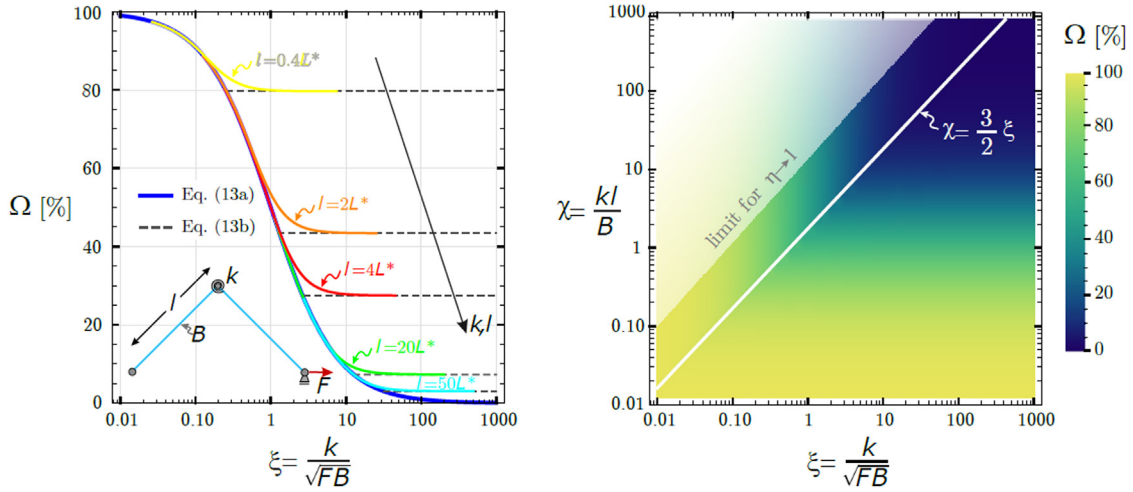 100
80
60
40
20
0
Ω [%]
0.01 0.10 1 10 100 1000
ξ= k/√FB
l=0.4L*
l=2L*
l=4L*
l=20L*
l=50L*
k,l
Eq. (13a)
Eq. (13b)
l
k
B
F
1000
100
10
1
0.10
0.01
χ= kl/B
0.01 0.10 1 10 100 1000
ξ= k/√FB
limit for η→1
χ= 3/2 ξ
Ω [%]
100
80
60
40
20
0